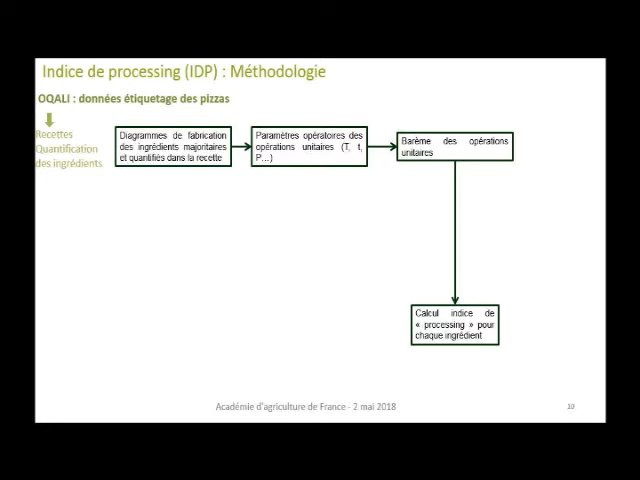 Indice de processing (IDP) : Méthodologie
OQALI : données étiquetage des pizzas
Recettes
Quantification
des ingrédients
Diagrammes de fabrication
des ingrédients majoritaires
et quantifiés dans la recette
Paramètres opératoires des
opérations unitaires (T, t,
P…)
Barème des opérations
unitaires
Calcul indice de
« processing » pour
chaque ingrédient
Académie d'agriculture de France - 2 mai 2018
10